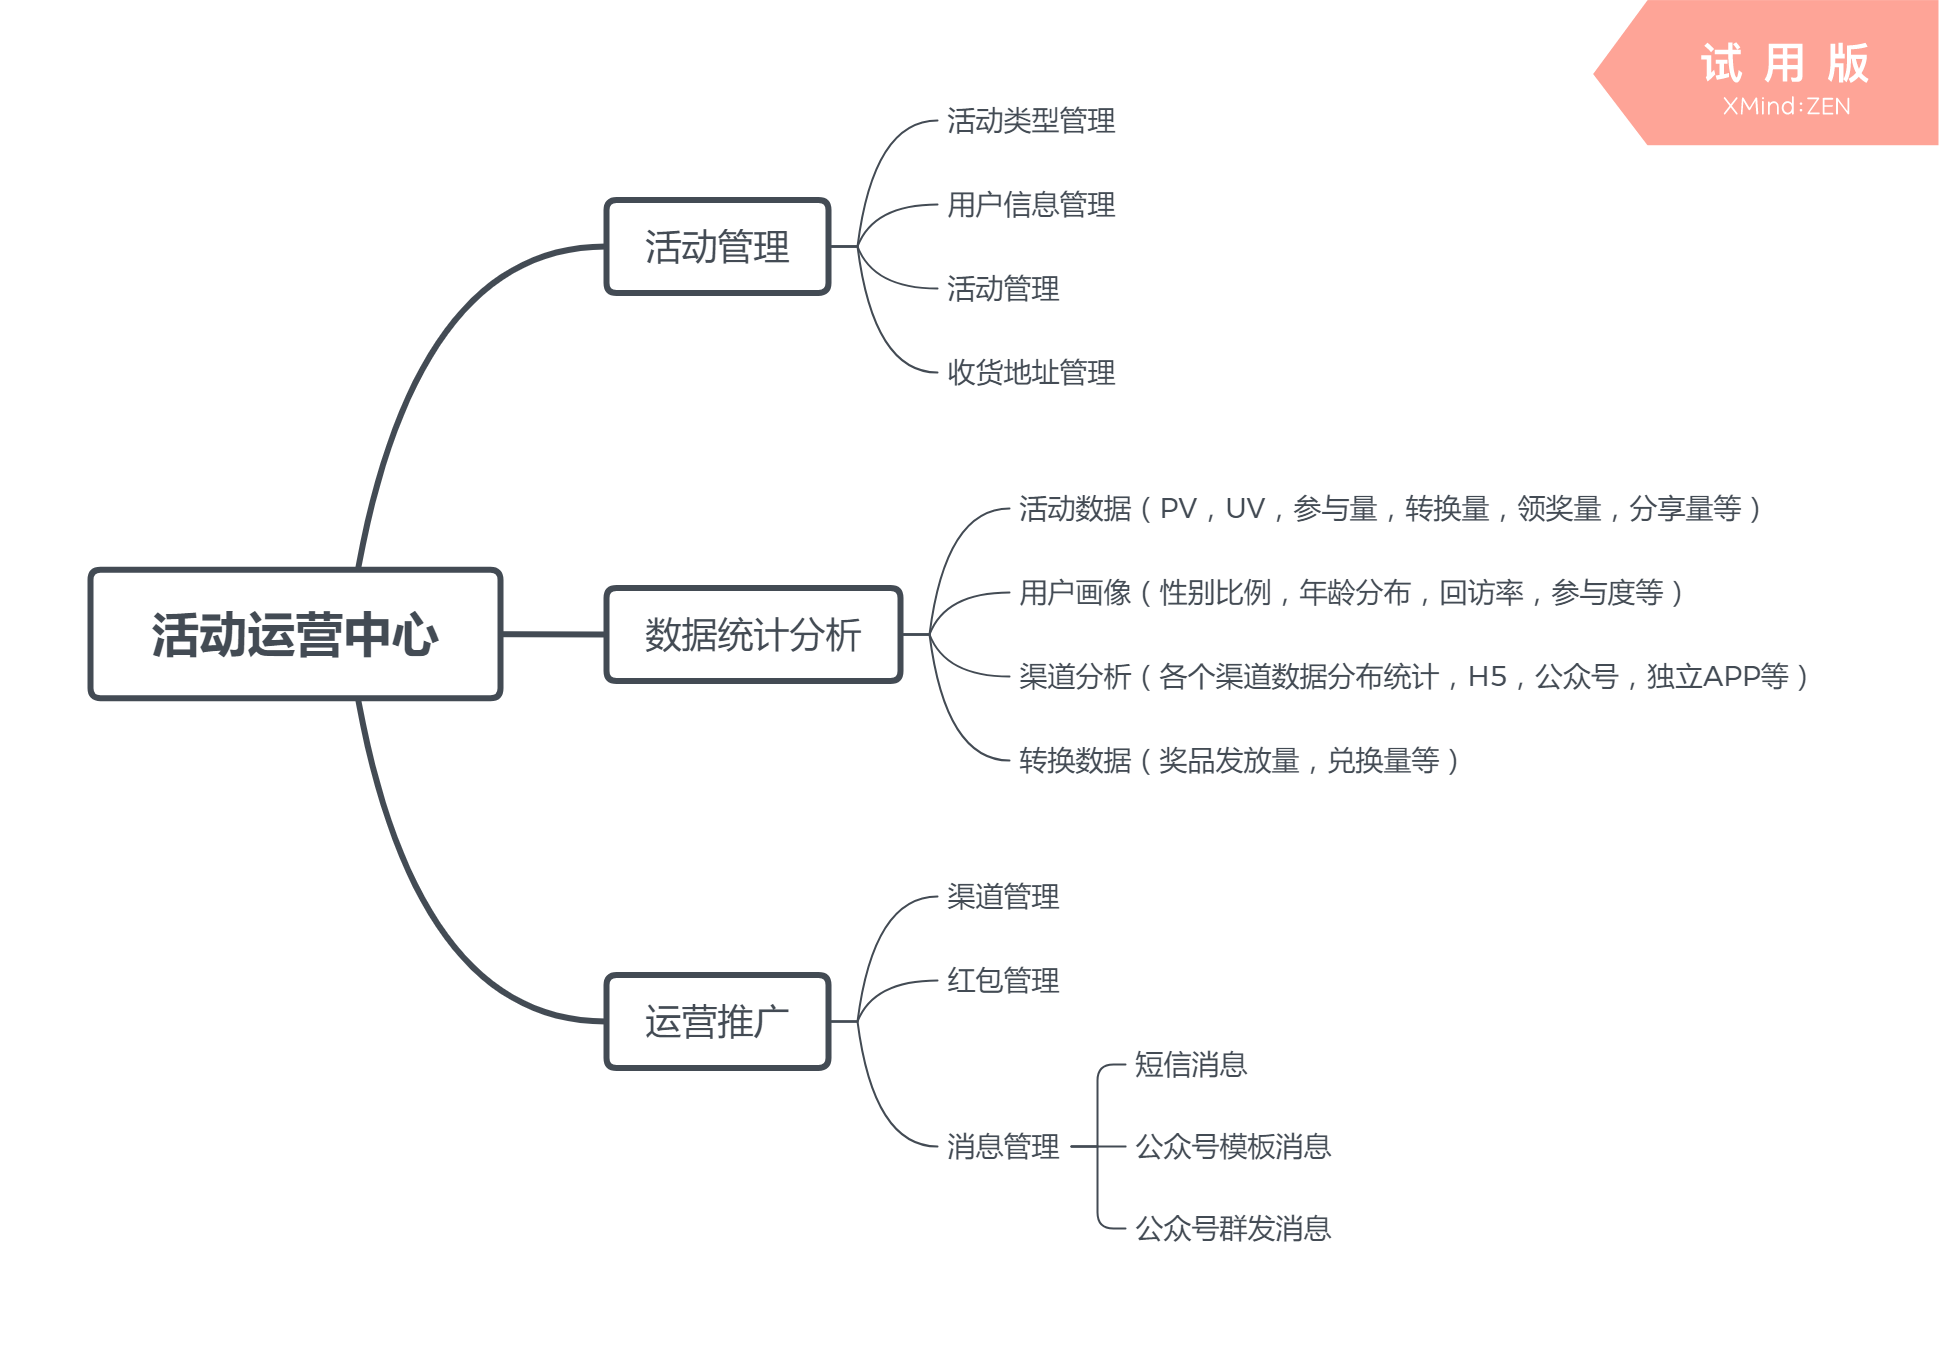 试用版
XMind:ZEN
活动运营中心
活动管理
活动类型管理
用户信息管理
活动管理
收货地址管理
数据统计分析
活动数据（PV，UV，参与量，转换量，领奖量，分享量等）
用户画像（性别比例，年龄分布，回访率，参与度等）
渠道分析（各个渠道数据分布统计，H5，公众号，独立APP等）
转换数据（奖品发放量，兑换量等）
运营推广
渠道管理
红包管理
消息管理
短信消息
公众号模板消息
公众号群发消息